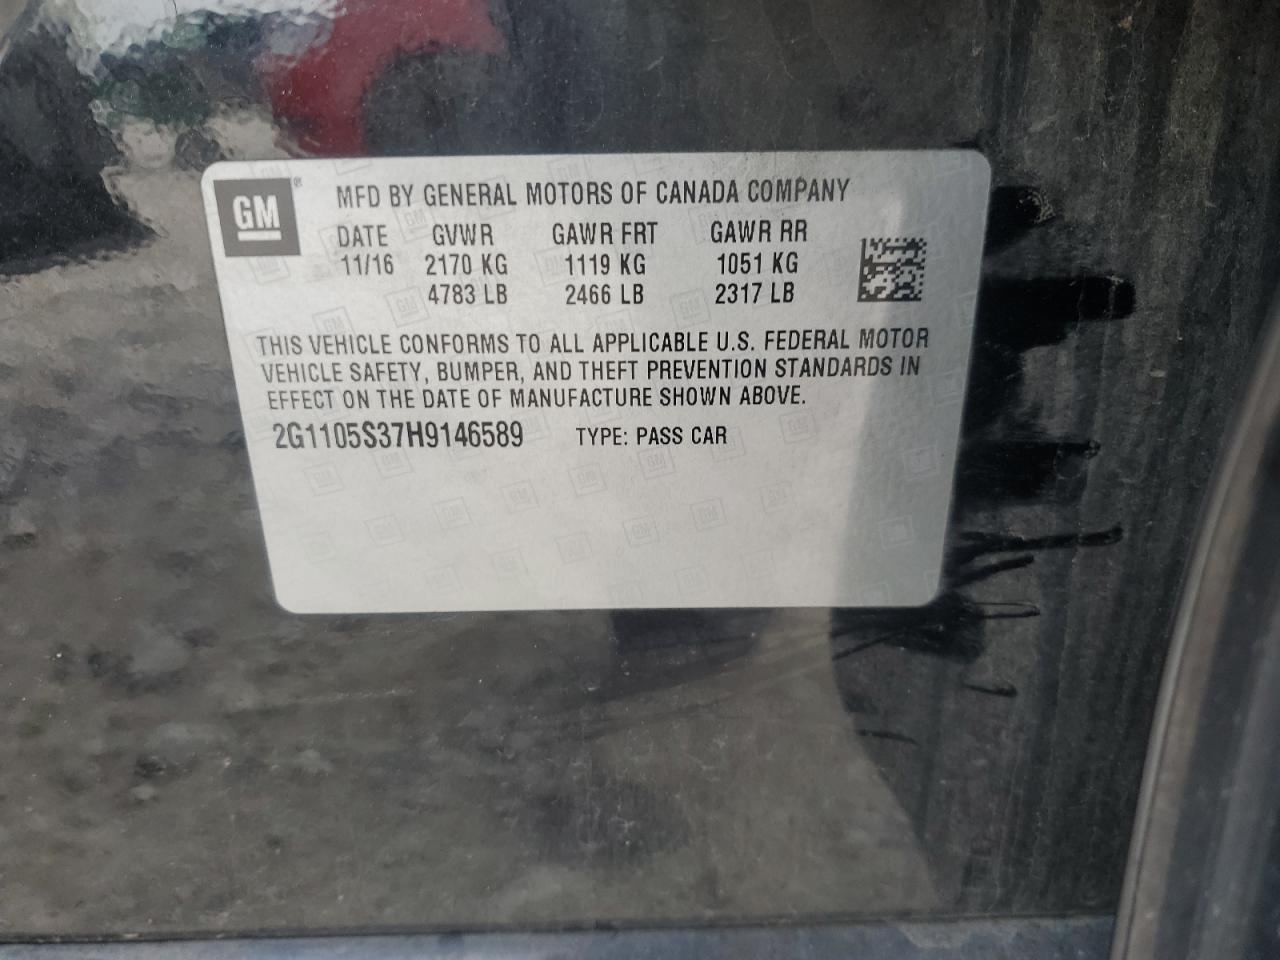 GM ®
MFD BY GENERAL MOTORS OF CANADA COMPANY
DATE GVWR GAWR FRT GAWR RR
11/16 2170 KG 1119 KG 1051 KG
4783 LB 2466 LB 2317 LB
THIS VEHICLE CONFORMS TO ALL APPLICABLE U.S. FEDERAL MOTOR
VEHICLE SAFETY, BUMPER, AND THEFT PREVENTION STANDARDS IN
EFFECT ON THE DATE OF MANUFACTURE SHOWN ABOVE.
2G1105S37H9146589 TYPE: PASS CAR